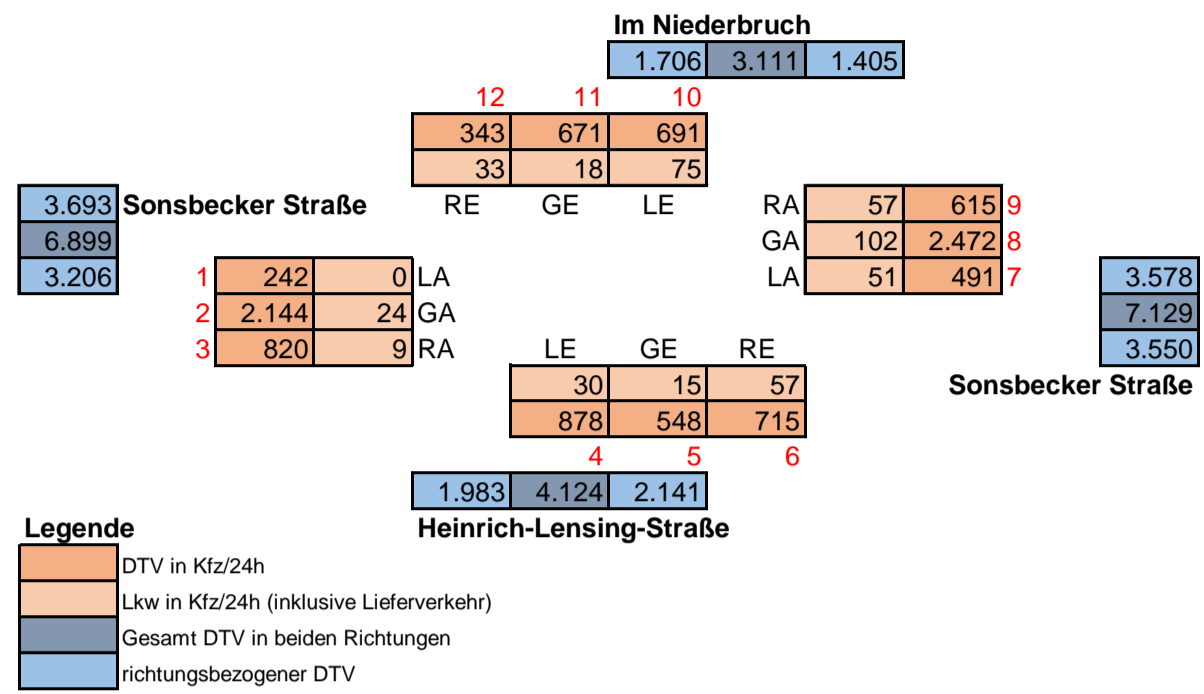 Im Niederbruch
1.706 3.111 1.405
12 11 10
343 671 691
33 18 75
3.693 Sonsbecker Straße RE GE LE RA 57 615 9
6.899 GA 102 2.472 8
3.206 1 242 0 LA LA 51 491 7 3.578
2 2.144 24 GA 7.129
3 820 9 RA LE GE RE 3.550
30 15 57 Sonsbecker Straße
878 548 715
4 5 6
1.983 4.124 2.141
Legende Heinrich-Lensing-Straße
DTV in Kfz/24h
Lkw in Kfz/24h (inklusive Lieferverkehr)
Gesamt DTV in beiden Richtungen
richtungsbezogener DTV